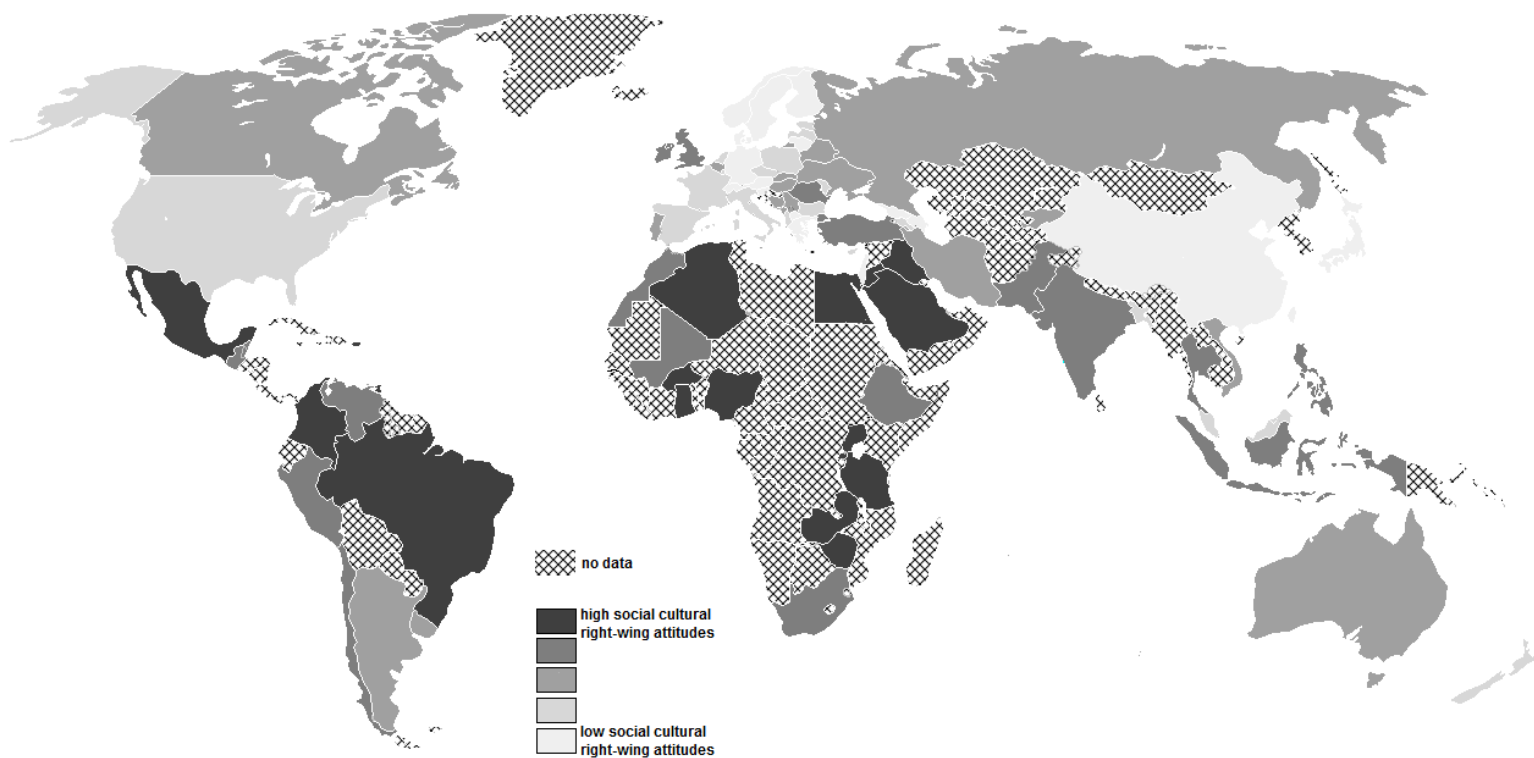 no data
high social cultural
right-wing attitudes
low social cultural
right-wing attitudes